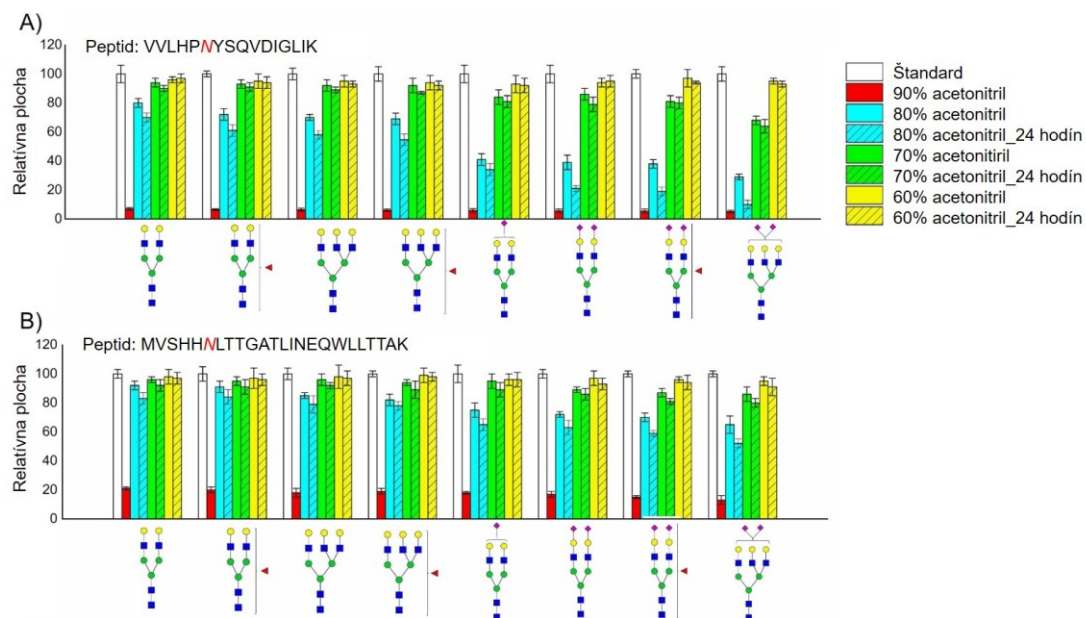 A)
Peptid: VVLHPNYSQVDIGLIK
Relatívna plocha
120
100
80
60
40
20
0
Štandard
90% acetonitril
80% acetonitril
80% acetonitril_24 hodín
70% acetonitiril
70% acetonitril_24 hodín
60% acetonitril
60% acetonitril_24 hodín
B)
Peptid: MVSHHNLTTGATLINEQWLLTTAK
Relatívna plocha
120
100
80
60
40
20
0